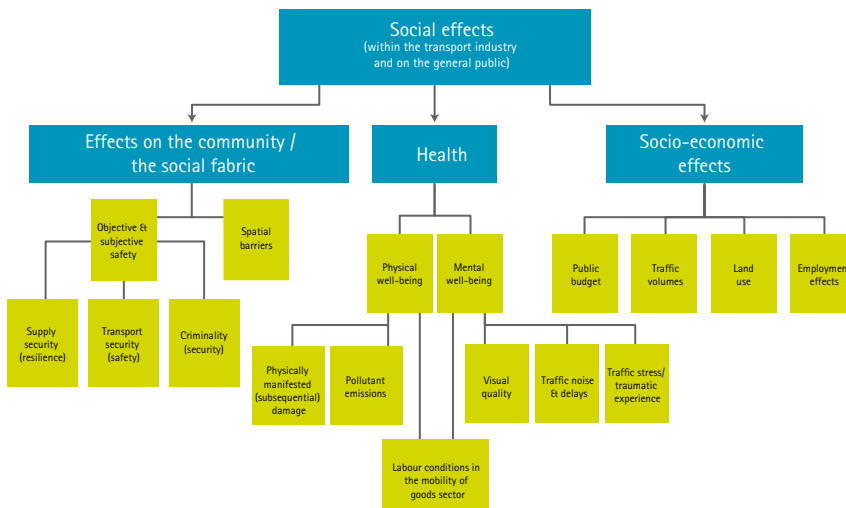 Social effects
(within the transport industry
and on the general public)
Effects on the community /
the social fabric
Health
Socio-economic
effects
Objective &
subjective
safety
Spatial
barriers
Physical
well-being
Mental
well-being
Public
budget
Traffic
volumes
Land
use
Employmen
effects
Supply
security
(resilience)
Transport
security
(safety)
Criminality
(security)
Physically
manifested
(subsequential)
damage
Pollutant
emissions
Visual
quality
Traffic noise
& delays
Traffic stress/
traumatic
experience
Labour conditions in
the mobility of
goods sector